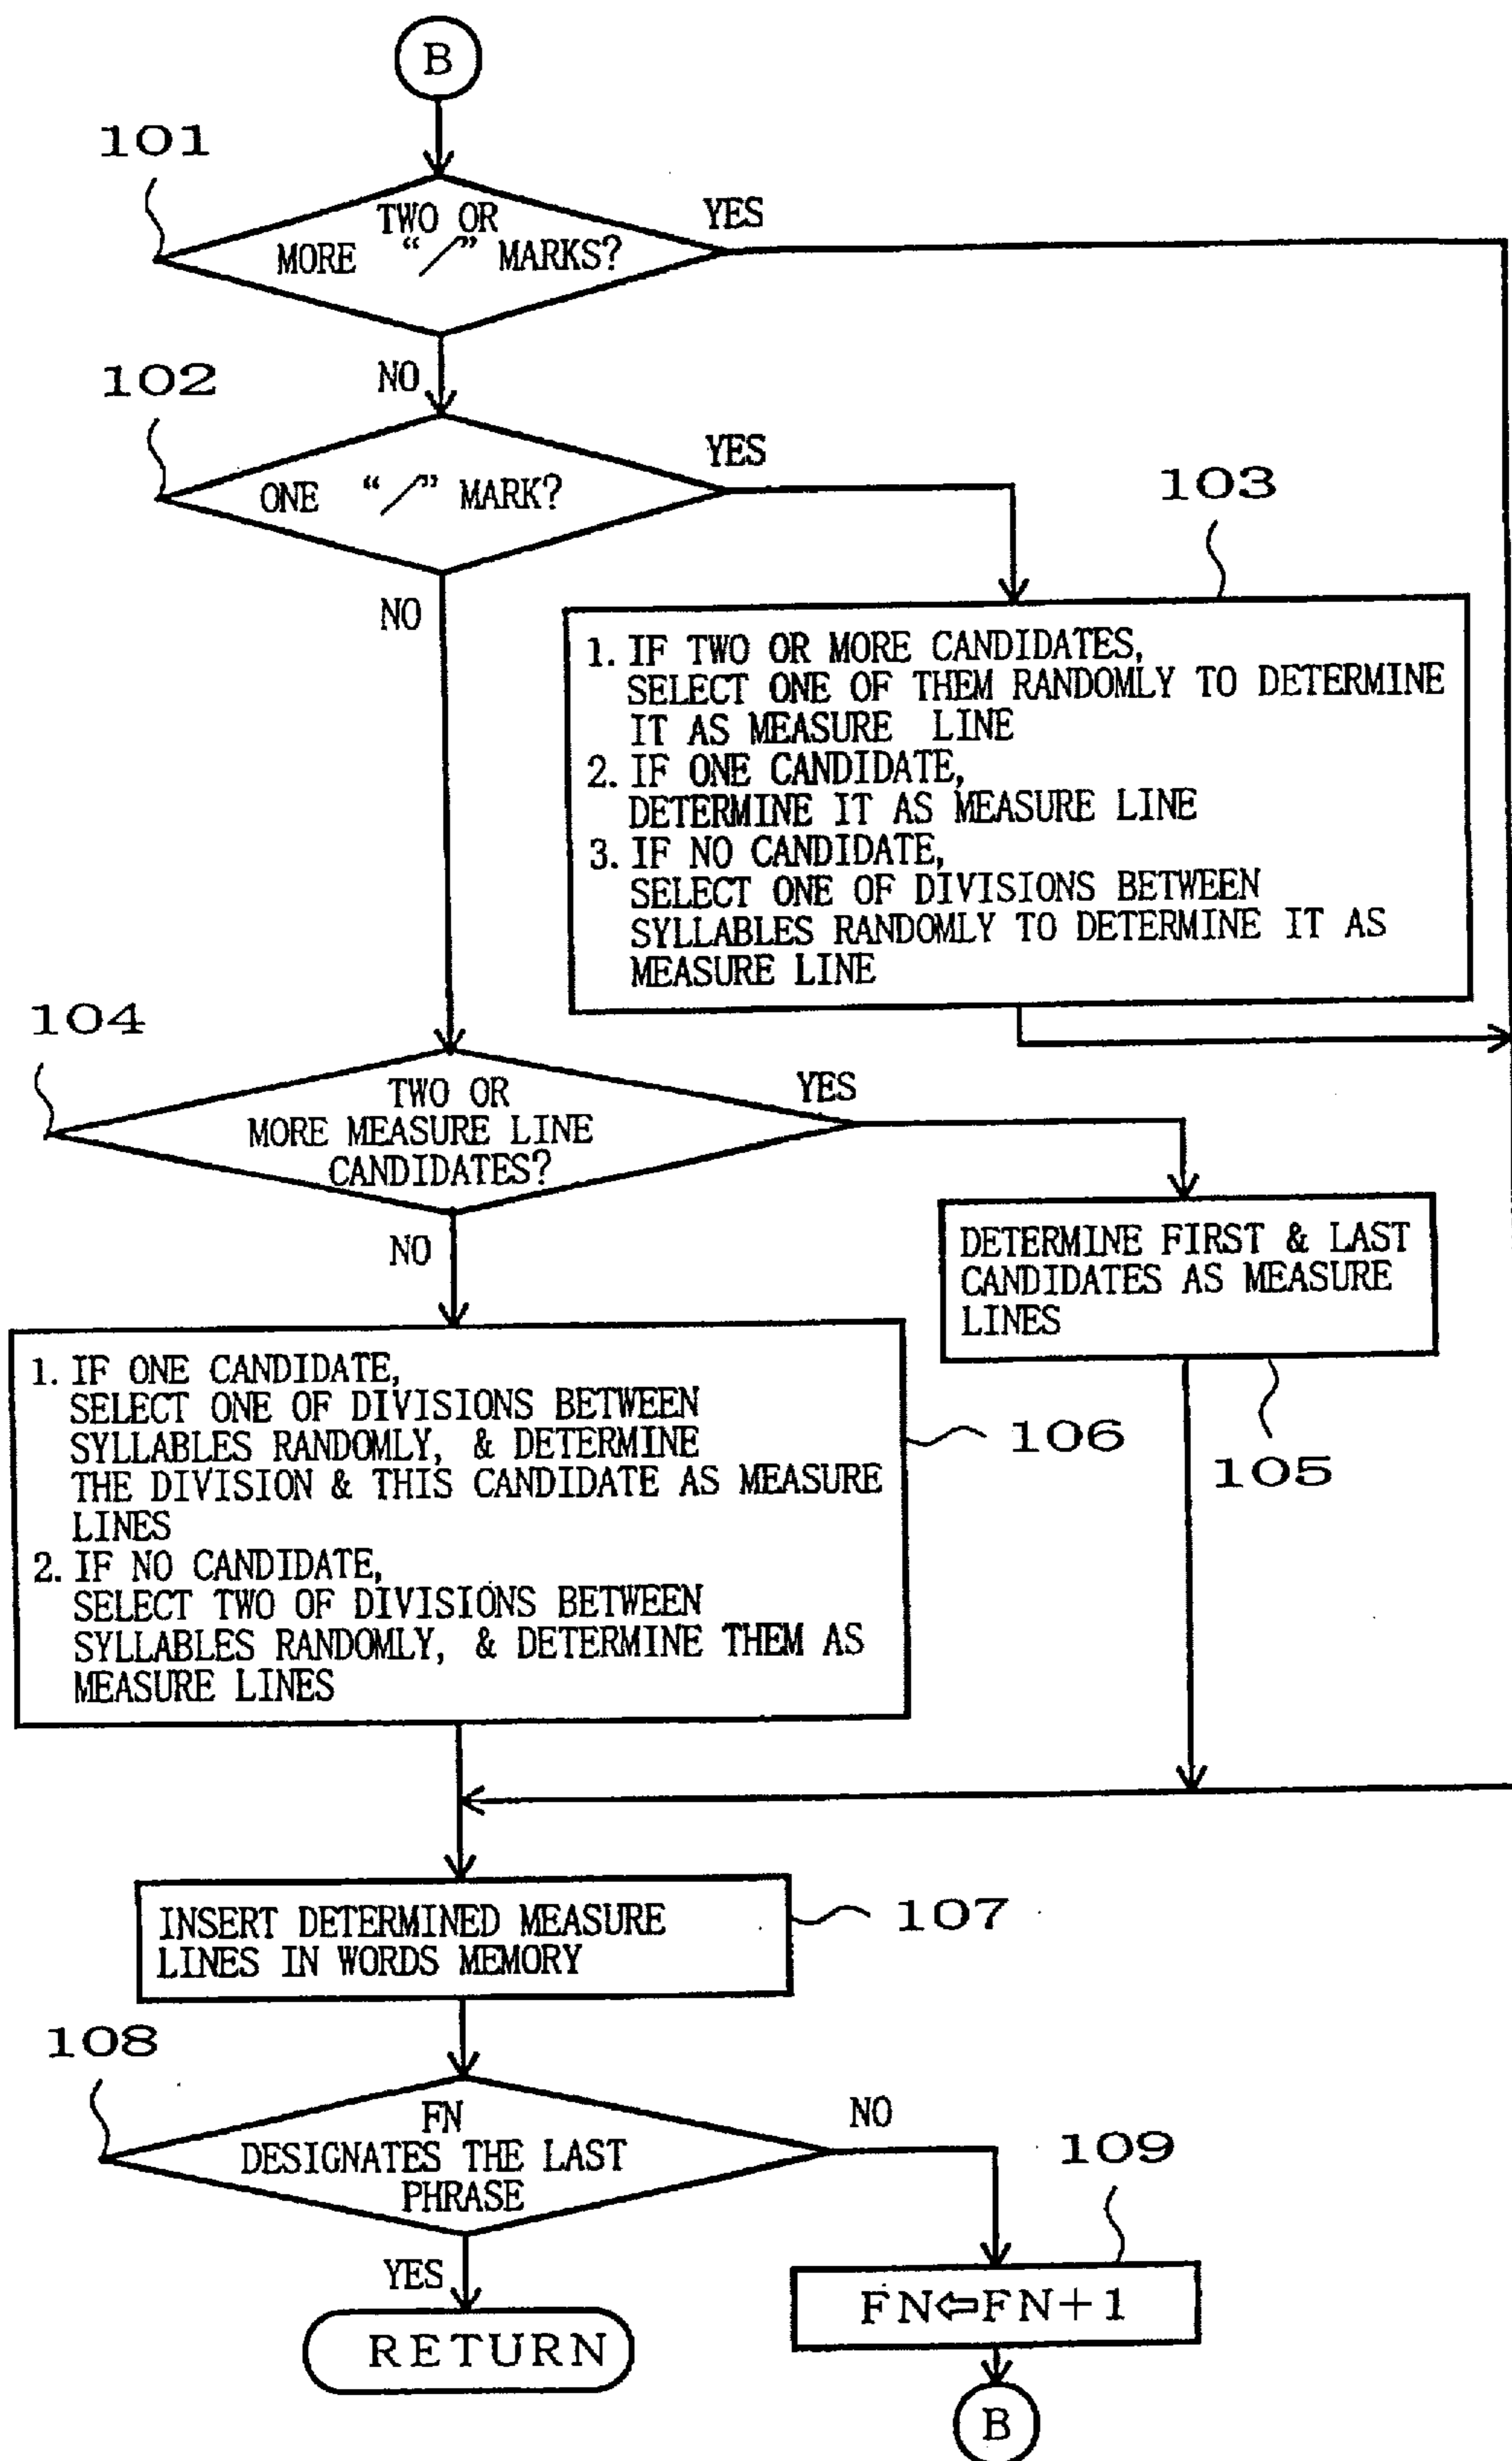 B
101
TWO OR
MORE “/” MARKS?
YES
NO
102
ONE “/” MARK?
YES
NO
103
1. IF TWO OR MORE CANDIDATES,
SELECT ONE OF THEM RANDOMLY TO DETERMINE
IT AS MEASURE LINE
2. IF ONE CANDIDATE,
DETERMINE IT AS MEASURE LINE
3. IF NO CANDIDATE,
SELECT ONE OF DIVISIONS BETWEEN
SYLLABLES RANDOMLY TO DETERMINE IT AS
MEASURE LINE
104
TWO OR
MORE MEASURE LINE
CANDIDATES?
YES
NO
DETERMINE FIRST & LAST
CANDIDATES AS MEASURE
LINES
105
1. IF ONE CANDIDATE,
SELECT ONE OF DIVISIONS BETWEEN
SYLLABLES RANDOMLY, & DETERMINE
THE DIVISION & THIS CANDIDATE AS MEASURE
LINES
2. IF NO CANDIDATE,
SELECT TWO OF DIVISIONS BETWEEN
SYLLABLES RANDOMLY, & DETERMINE THEM AS
MEASURE LINES
106
INSERT DETERMINED MEASURE
LINES IN WORDS MEMORY
107
108
FN
DESIGNATES THE LAST
PHRASE
NO
YES
109
FN⇦FN+1
RETURN
B